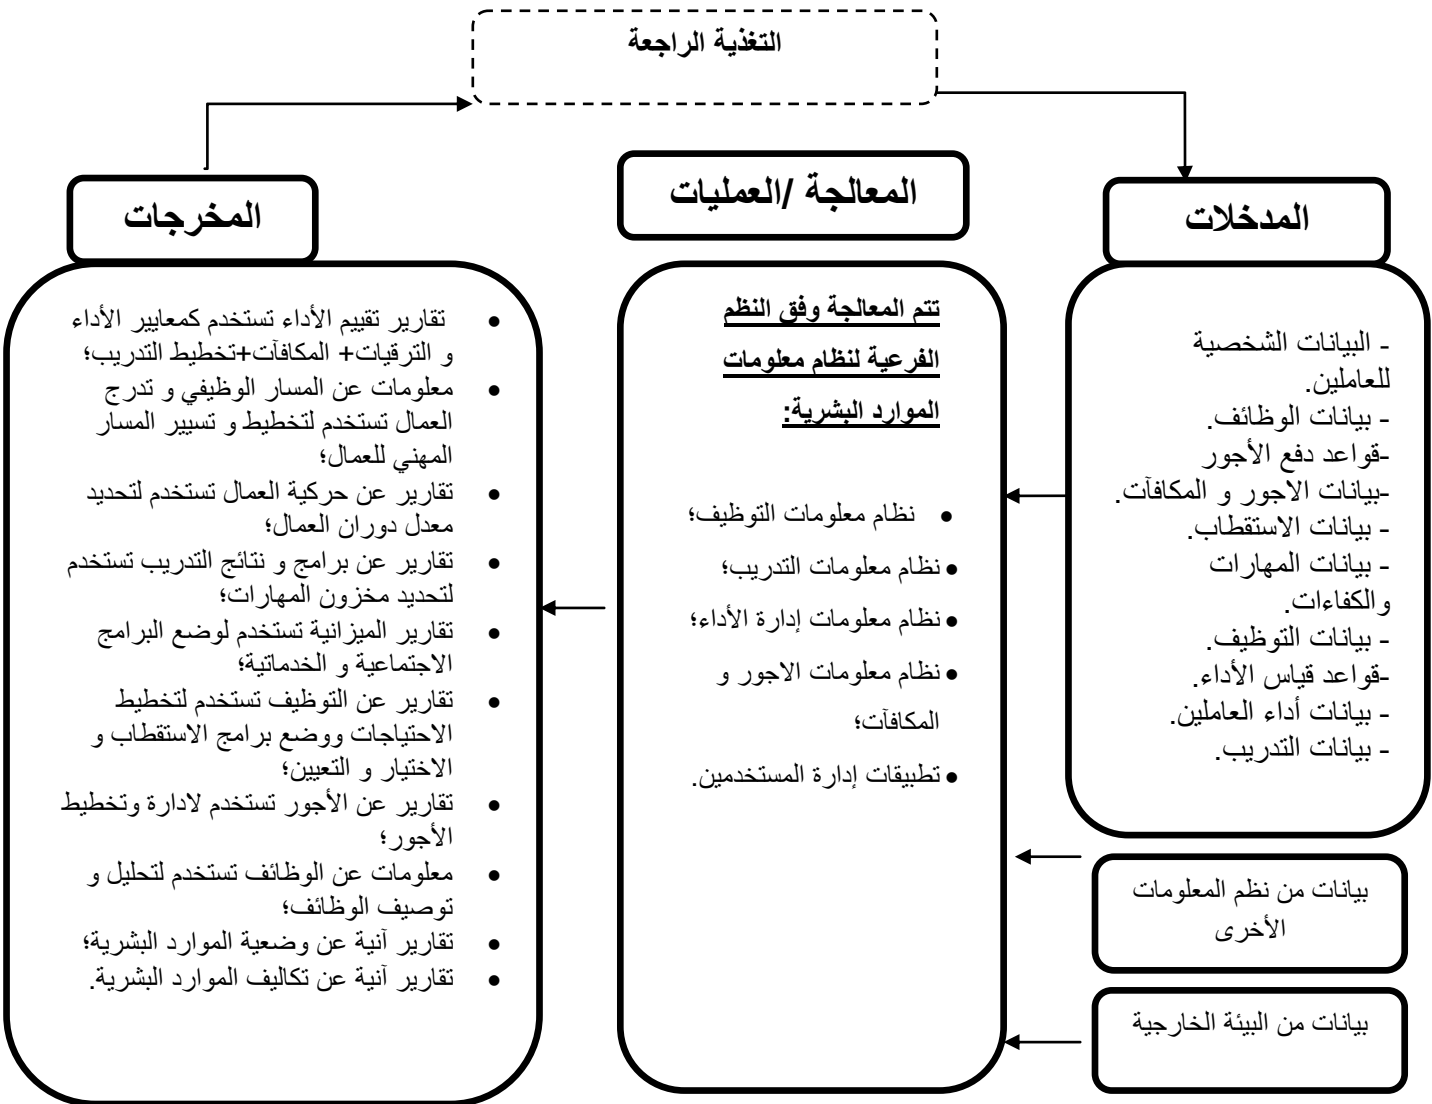 التغذية الراجعة
المدخلات
- البيانات الشخصية
للعاملين.
- بيانات الوظائف.
-قواعد دفع الأجور
-بيانات الاجور و المكافآت.
- بيانات الاستقطاب.
- بيانات المهارات
والكفاءات.
- بيانات التوظيف.
-قواعد قياس الأداء.
- بيانات أداء العاملين.
- بيانات التدريب.
بيانات من نظم المعلومات
الأخرى
بيانات من البيئة الخارجية
المعالجة /العمليات
تتم المعالجة وفق النظم
الفرعية لنظام معلومات
الموارد البشرية:
• نظام معلومات التوظيف؛
• نظام معلومات التدريب؛
• نظام معلومات إدارة الأداء؛
• نظام معلومات الاجور و
المكافآت؛
• تطبيقات إدارة المستخدمين.
المخرجات
• تقارير تقييم الأداء تستخدم كمعايير الأداء
و الترقيات+ المكافآت+تخطيط التدريب؛
• معلومات عن المسار الوظيفي و تدرج
العمال تستخدم لتخطيط و تسيير المسار
المهني للعمال؛
• تقارير عن حركية العمال تستخدم لتحديد
معدل دوران العمال؛
• تقارير عن برامج و نتائج التدريب تستخدم
لتحديد مخزون المهارات؛
• تقارير الميزانية تستخدم لوضع البرامج
الاجتماعية و الخدماتية؛
• تقارير عن التوظيف تستخدم لتخطيط
الاحتياجات ووضع برامج الاستقطاب و
الاختيار و التعيين؛
• تقارير عن الأجور تستخدم لادارة وتخطيط
الأجور؛
• معلومات عن الوظائف تستخدم لتحليل و
توصيف الوظائف؛
• تقارير آنية عن وضعية الموارد البشرية؛
• تقارير آنية عن تكاليف الموارد البشرية.